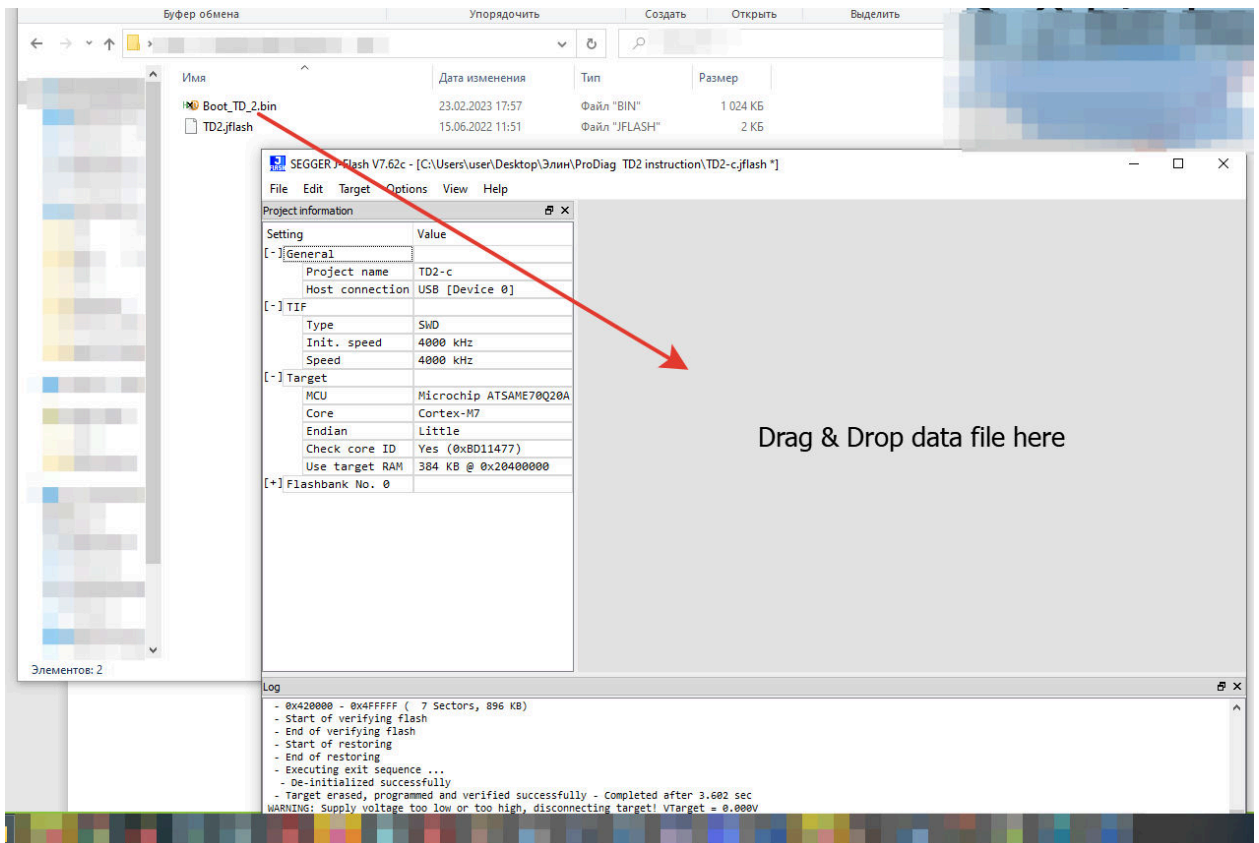 Буфер обмена Упорядочить Создать Открыть Выделить
Имя Дата изменения Тип Размер
Boot_TD_2.bin 23.02.2023 17:57 Файл "BIN" 1 024 КБ
TD2.jflash 15.06.2022 11:51 Файл "JFLASH" 2 КБ
SEGGER J-Flash V7.62c - [C:\Users\user\Desktop\Элин\ProDiag TD2 instruction\TD2-c.jflash *]
File Edit Target Options View Help
Project information
Setting Value
[-] General
Project name TD2-c
Host connection USB [Device 0]
[-] TIF
Type SWD
Init. speed 4000 kHz
Speed 4000 kHz
[-] Target
MCU Microchip ATSAME70Q20A
Core Cortex-M7
Endian Little
Check core ID Yes (0xBD11477)
Use target RAM 384 KB @ 0x20400000
[+] Flashbank No. 0
Drag & Drop data file here
Элементов: 2
Log
- 0x420000 - 0x4FFFFF ( 7 Sectors, 896 KB)
- Start of verifying flash
- End of verifying flash
- Start of restoring
- End of restoring
- Executing exit sequence ...
- De-initialized successfully
- Target erased, programmed and verified successfully - Completed after 3.602 sec
WARNING: Supply voltage too low or too high, disconnecting target! VTarget = 0.000V